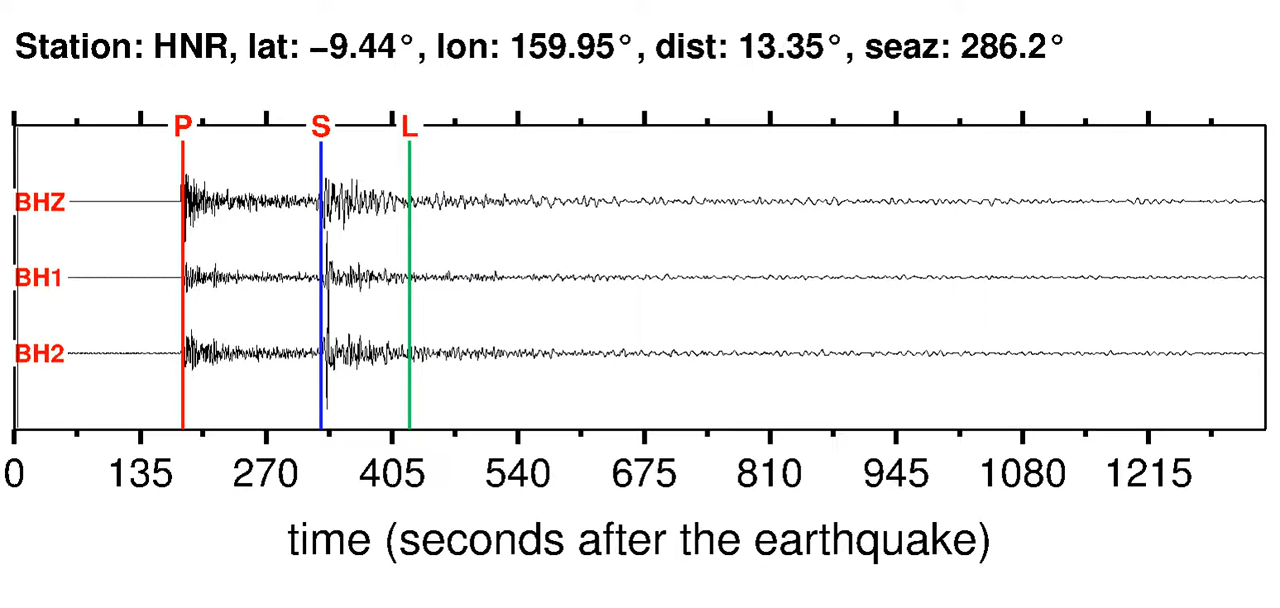 Station: HNR, lat: −9.44°, lon: 159.95°, dist: 13.35°, seaz: 286.2°
P S L
BHZ
BH1
BH2
0 135 270 405 540 675 810 945 1080 1215
time (seconds after the earthquake)